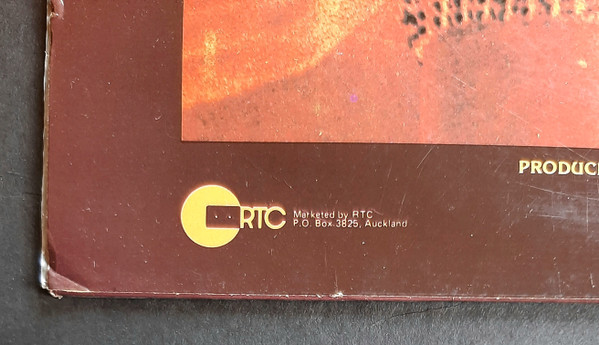 PRODUC
RTC
Marketed by RTC
P.O. Box 3825, Auckland